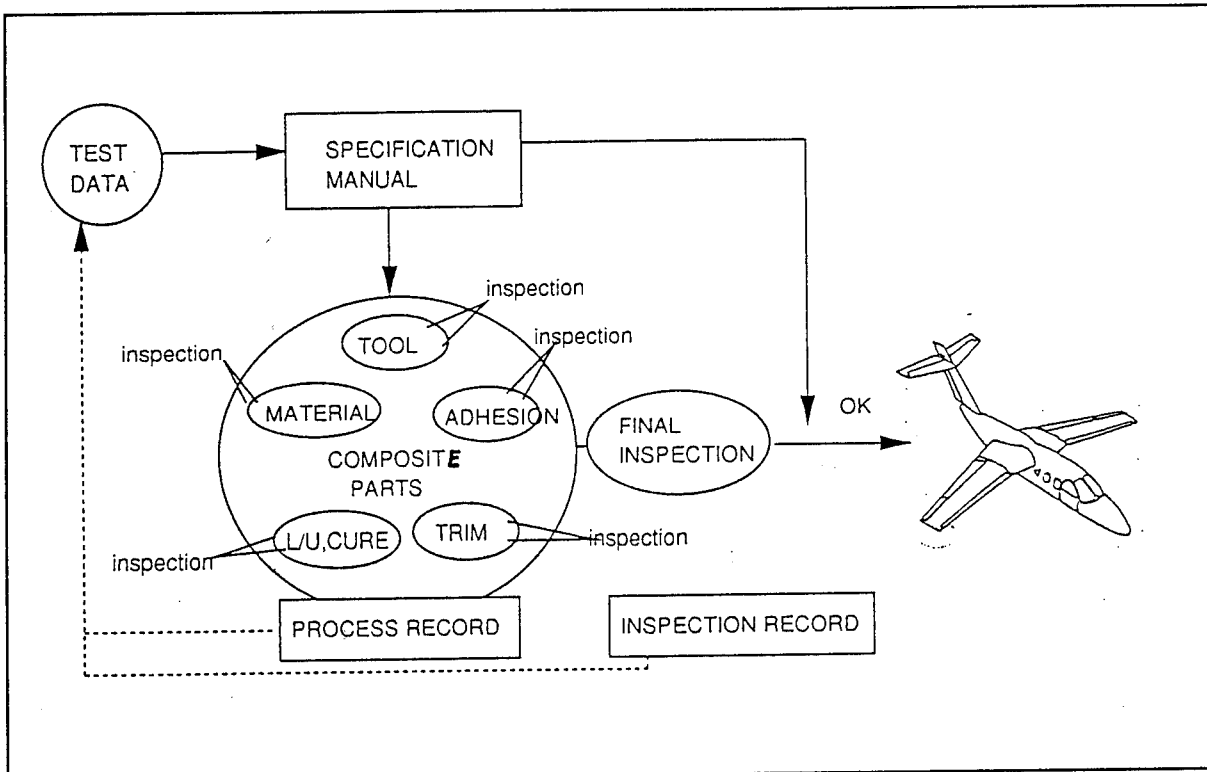 TEST
DATA
SPECIFICATION
MANUAL
inspection
TOOL
inspection
inspection
MATERIAL
ADHESION
COMPOSITE
PARTS
FINAL
INSPECTION
OK
L/U,CURE
TRIM
inspection
inspection
PROCESS RECORD
INSPECTION RECORD